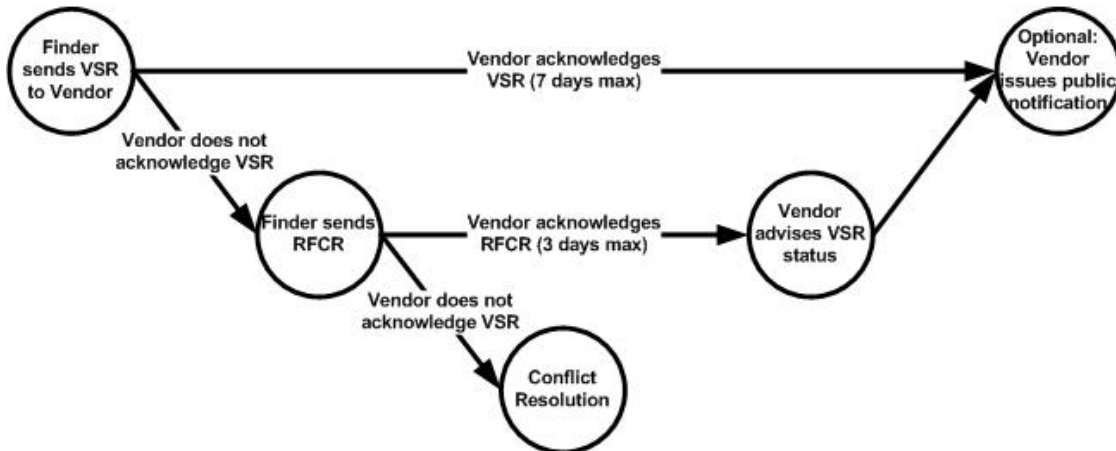 Finder
sends VSR
to Vendor
Vendor acknowledges
VSR (7 days max)
Optional:
Vendor
issues public
notification
Vendor does not
acknowledge VSR
Finder sends
RFCR
Vendor acknowledges
RFCR (3 days max)
Vendor
advises VSR
status
Vendor does not
acknowledge VSR
Conflict
Resolution